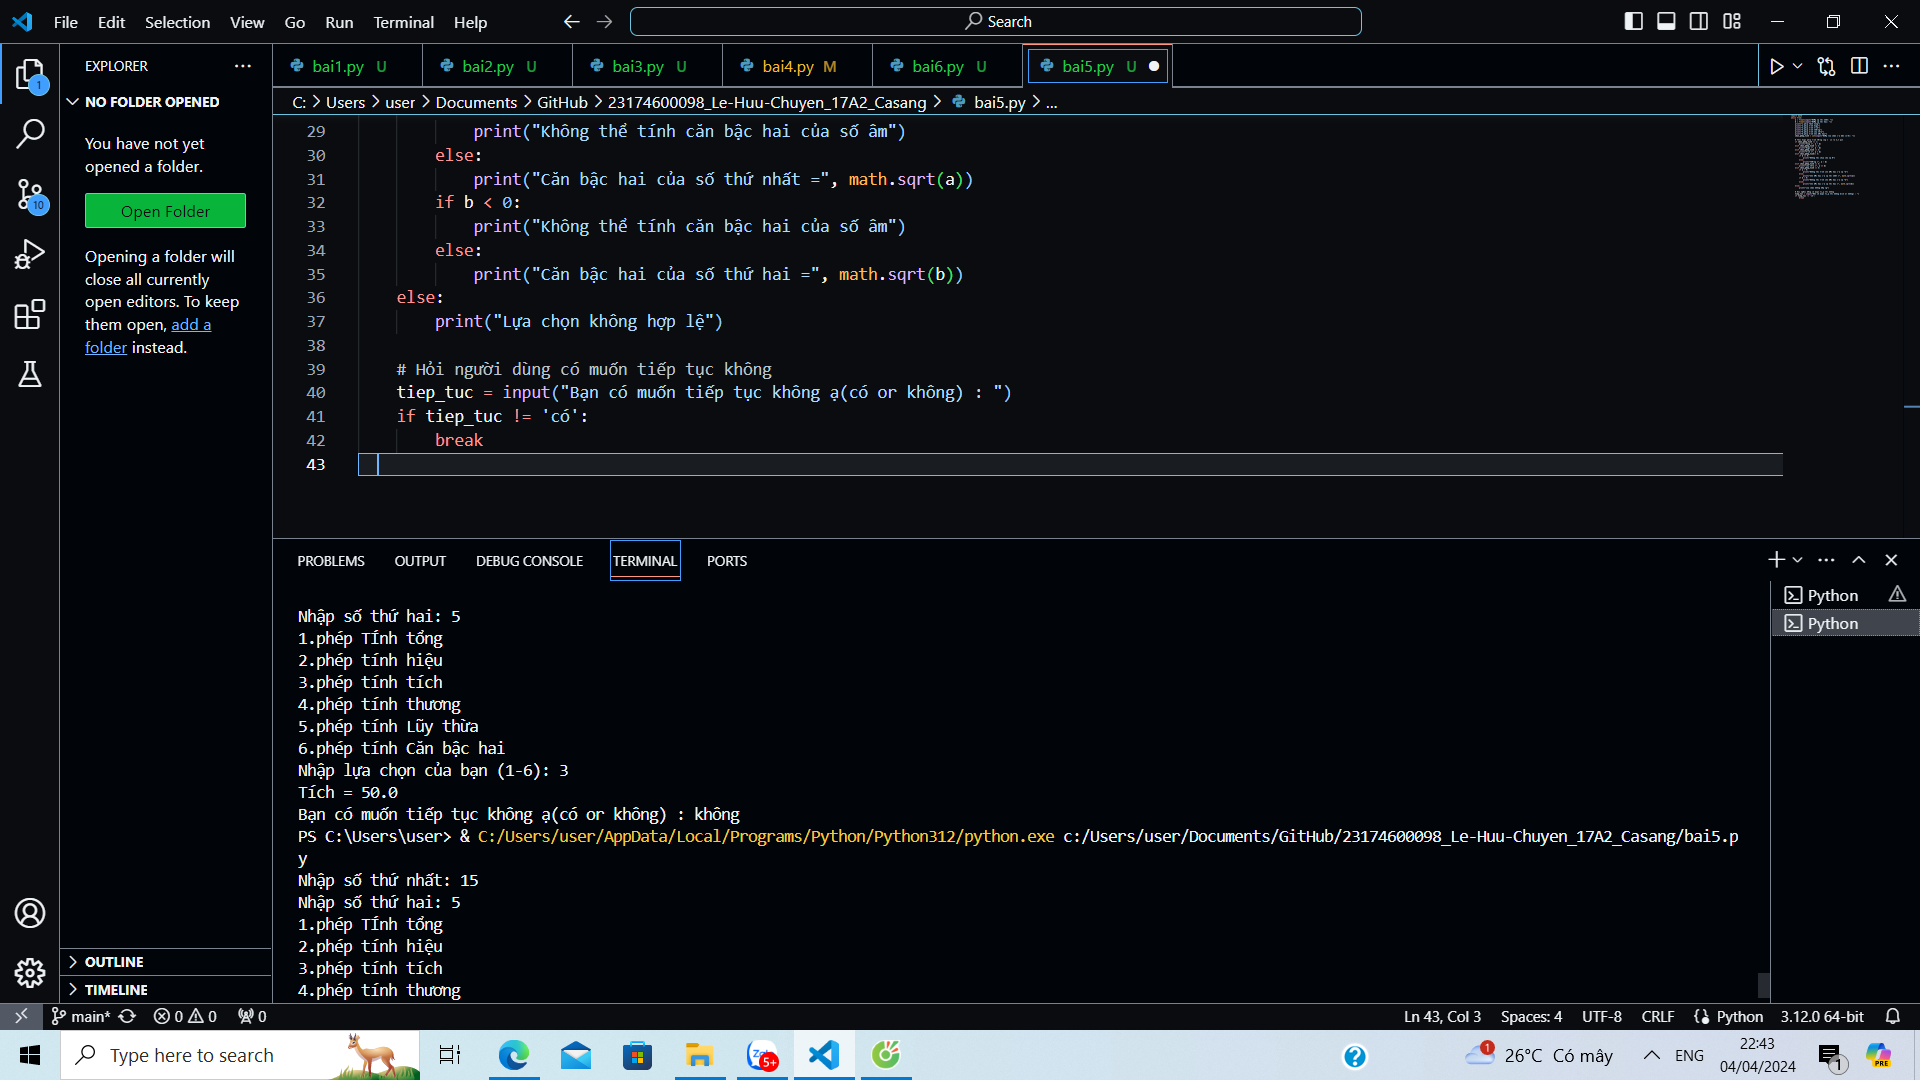 File Edit Selection View Go Run Terminal Help
Search
EXPLORER
NO FOLDER OPENED
You have not yet
opened a folder.
Open Folder
Opening a folder will
close all currently
open editors. To keep
them open, add a
folder instead.
OUTLINE
TIMELINE
1
10
bai1.py U
bai2.py U
bai3.py U
bai4.py M
bai6.py U
bai5.py U
C: > Users > user > Documents > GitHub > 23174600098_Le-Huu-Chuyen_17A2_Casang > bai5.py > ...
29 print("Không thể tính căn bậc hai của số âm")
30 else:
31 print("Căn bậc hai của số thứ nhất =", math.sqrt(a))
32 if b < 0:
33 print("Không thể tính căn bậc hai của số âm")
34 else:
35 print("Căn bậc hai của số thứ hai =", math.sqrt(b))
36 else:
37 print("Lựa chọn không hợp lệ")
38
39 # Hỏi người dùng có muốn tiếp tục không
40 tiep_tuc = input("Bạn có muốn tiếp tục không ạ(có or không) : ")
41 if tiep_tuc != 'có':
42 break
43
PROBLEMS OUTPUT DEBUG CONSOLE TERMINAL PORTS
Python
Python
Nhập số thứ hai: 5
1.phép TÍnh tổng
2.phép tính hiệu
3.phép tính tích
4.phép tính thương
5.phép tính Lũy thừa
6.phép tính Căn bậc hai
Nhập lựa chọn của bạn (1-6): 3
Tích = 50.0
Bạn có muốn tiếp tục không ạ(có or không) : không
PS C:\Users\user> & C:/Users/user/AppData/Local/Programs/Python/Python312/python.exe c:/Users/user/Documents/GitHub/23174600098_Le-Huu-Chuyen_17A2_Casang/bai5.p
y
Nhập số thứ nhất: 15
Nhập số thứ hai: 5
1.phép TÍnh tổng
2.phép tính hiệu
3.phép tính tích
4.phép tính thương
main* 0 0 0
Ln 43, Col 3 Spaces: 4 UTF-8 CRLF Python 3.12.0 64-bit
Type here to search
5+
1
26°C Có mây
ENG
22:43
04/04/2024
1
PRE